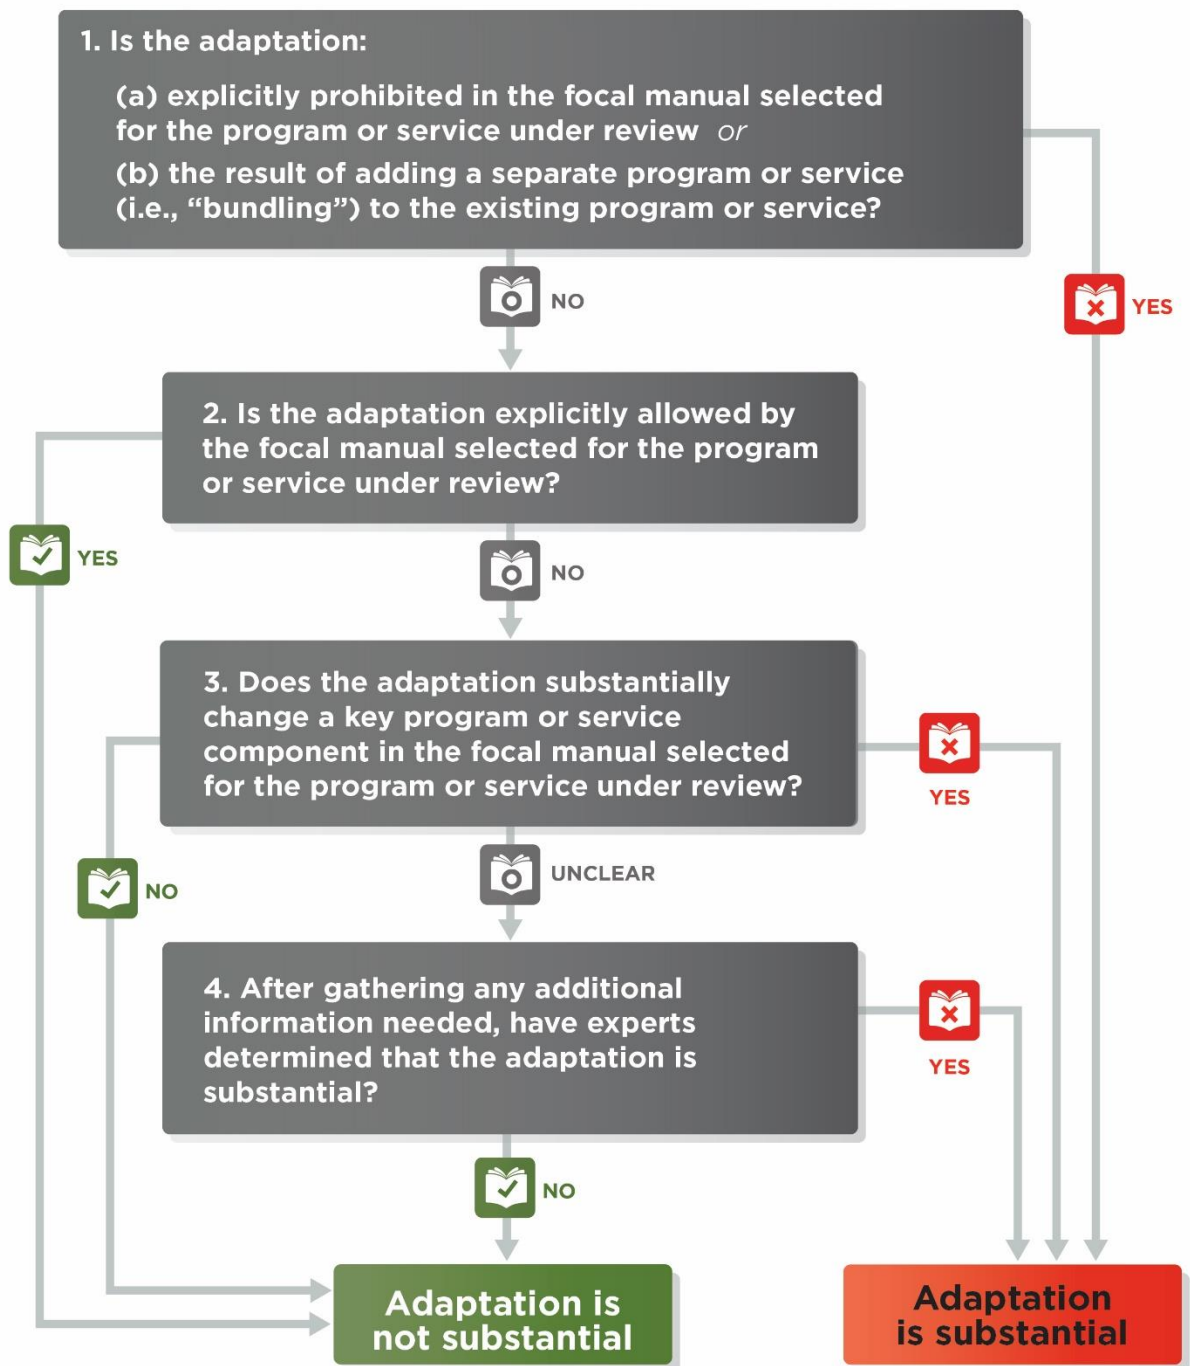 1. Is the adaptation:
(a) explicitly prohibited in the focal manual selected
for the program or service under review or
(b) the result of adding a separate program or service
(i.e., “bundling”) to the existing program or service?
NO
YES
2. Is the adaptation explicitly allowed by
the focal manual selected for the program
or service under review?
YES
NO
3. Does the adaptation substantially
change a key program or service
component in the focal manual selected
for the program or service under review?
YES
UNCLEAR
NO
4. After gathering any additional
information needed, have experts
determined that the adaptation is
substantial?
YES
NO
Adaptation is
not substantial
Adaptation
is substantial